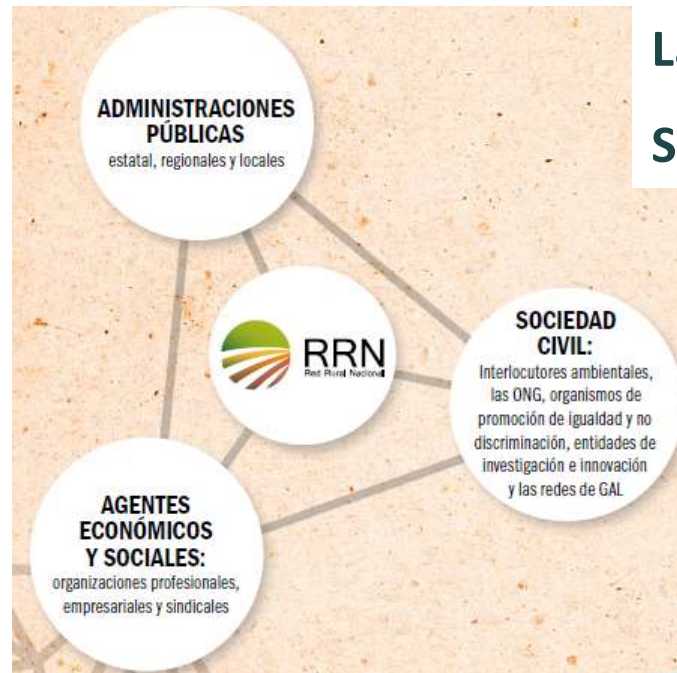 ADMINISTRACIONES
PÚBLICAS
estatal, regionales y locales
RRN
Red Rural Nacional
SOCIEDAD
CIVIL:
Interlocutores ambientales,
las ONG, organismos de
promoción de igualdad y no
discriminación, entidades de
investigación e innovación
y las redes de GAL
AGENTES
ECONÓMICOS
Y SOCIALES:
organizaciones profesionales,
empresariales y sindicales